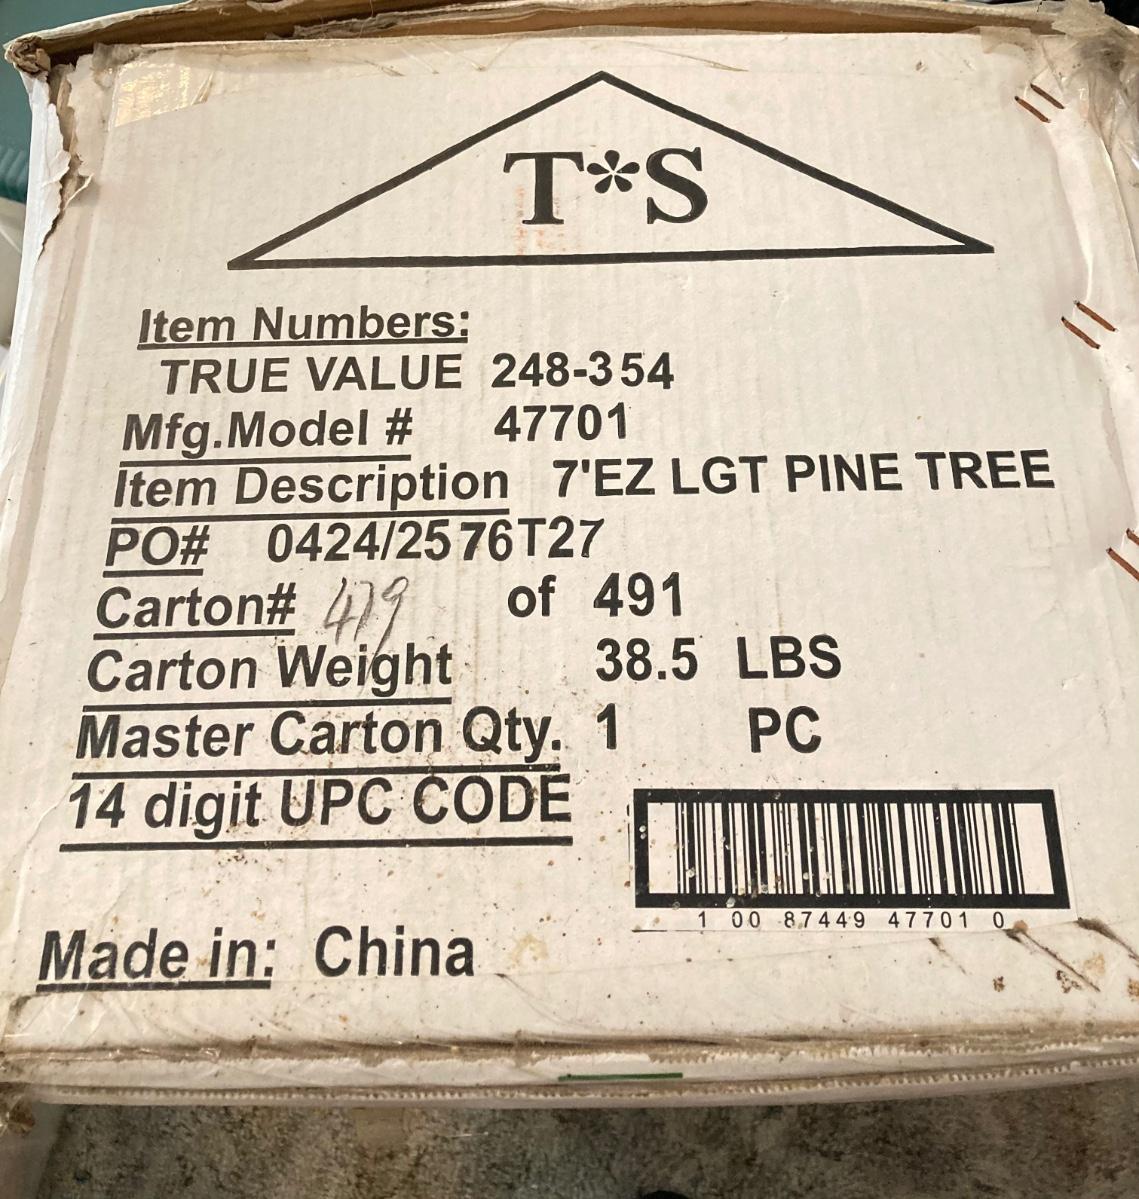 T*S
Item Numbers:
TRUE VALUE 248-354
Mfg.Model # 47701
Item Description 7'EZ LGT PINE TREE
PO# 0424/2576T27
Carton# 479 of 491
Carton Weight 38.5 LBS
Master Carton Qty. 1 PC
14 digit UPC CODE
1 00 87449 47701 0
Made in: China